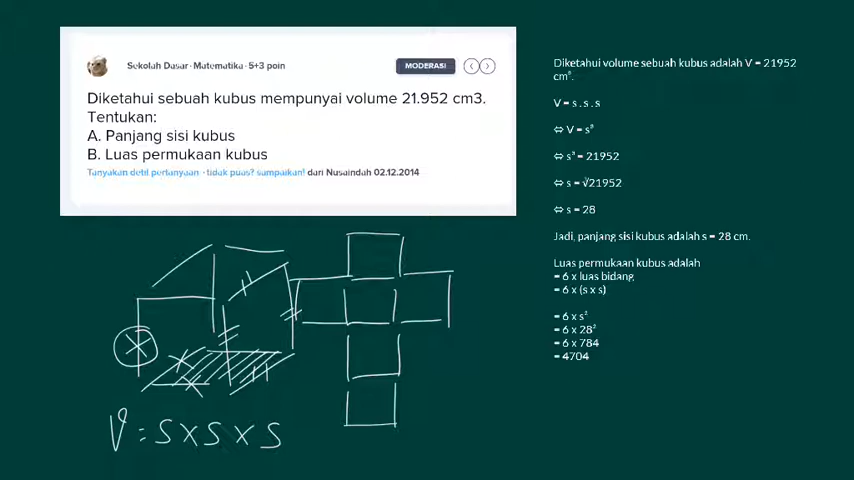 Sekolah Dasar · Matematika · 5+3 poin
MODERASI
Diketahui sebuah kubus mempunyai volume 21.952 cm3.
Tentukan:
A. Panjang sisi kubus
B. Luas permukaan kubus
Tanyakan detil pertanyaan · tidak puas? sampaikan! dari Nusaindah 02.12.2014
V = S X S X S
Diketahui volume sebuah kubus adalah V = 21952
cm³.
V = s . s . s
⇔ V = s³
⇔ s³ = 21952
⇔ s = ∛21952
⇔ s = 28
Jadi, panjang sisi kubus adalah s = 28 cm.
Luas permukaan kubus adalah
= 6 x luas bidang
= 6 x (s x s)
= 6 x s²
= 6 x 28²
= 6 x 784
= 4704